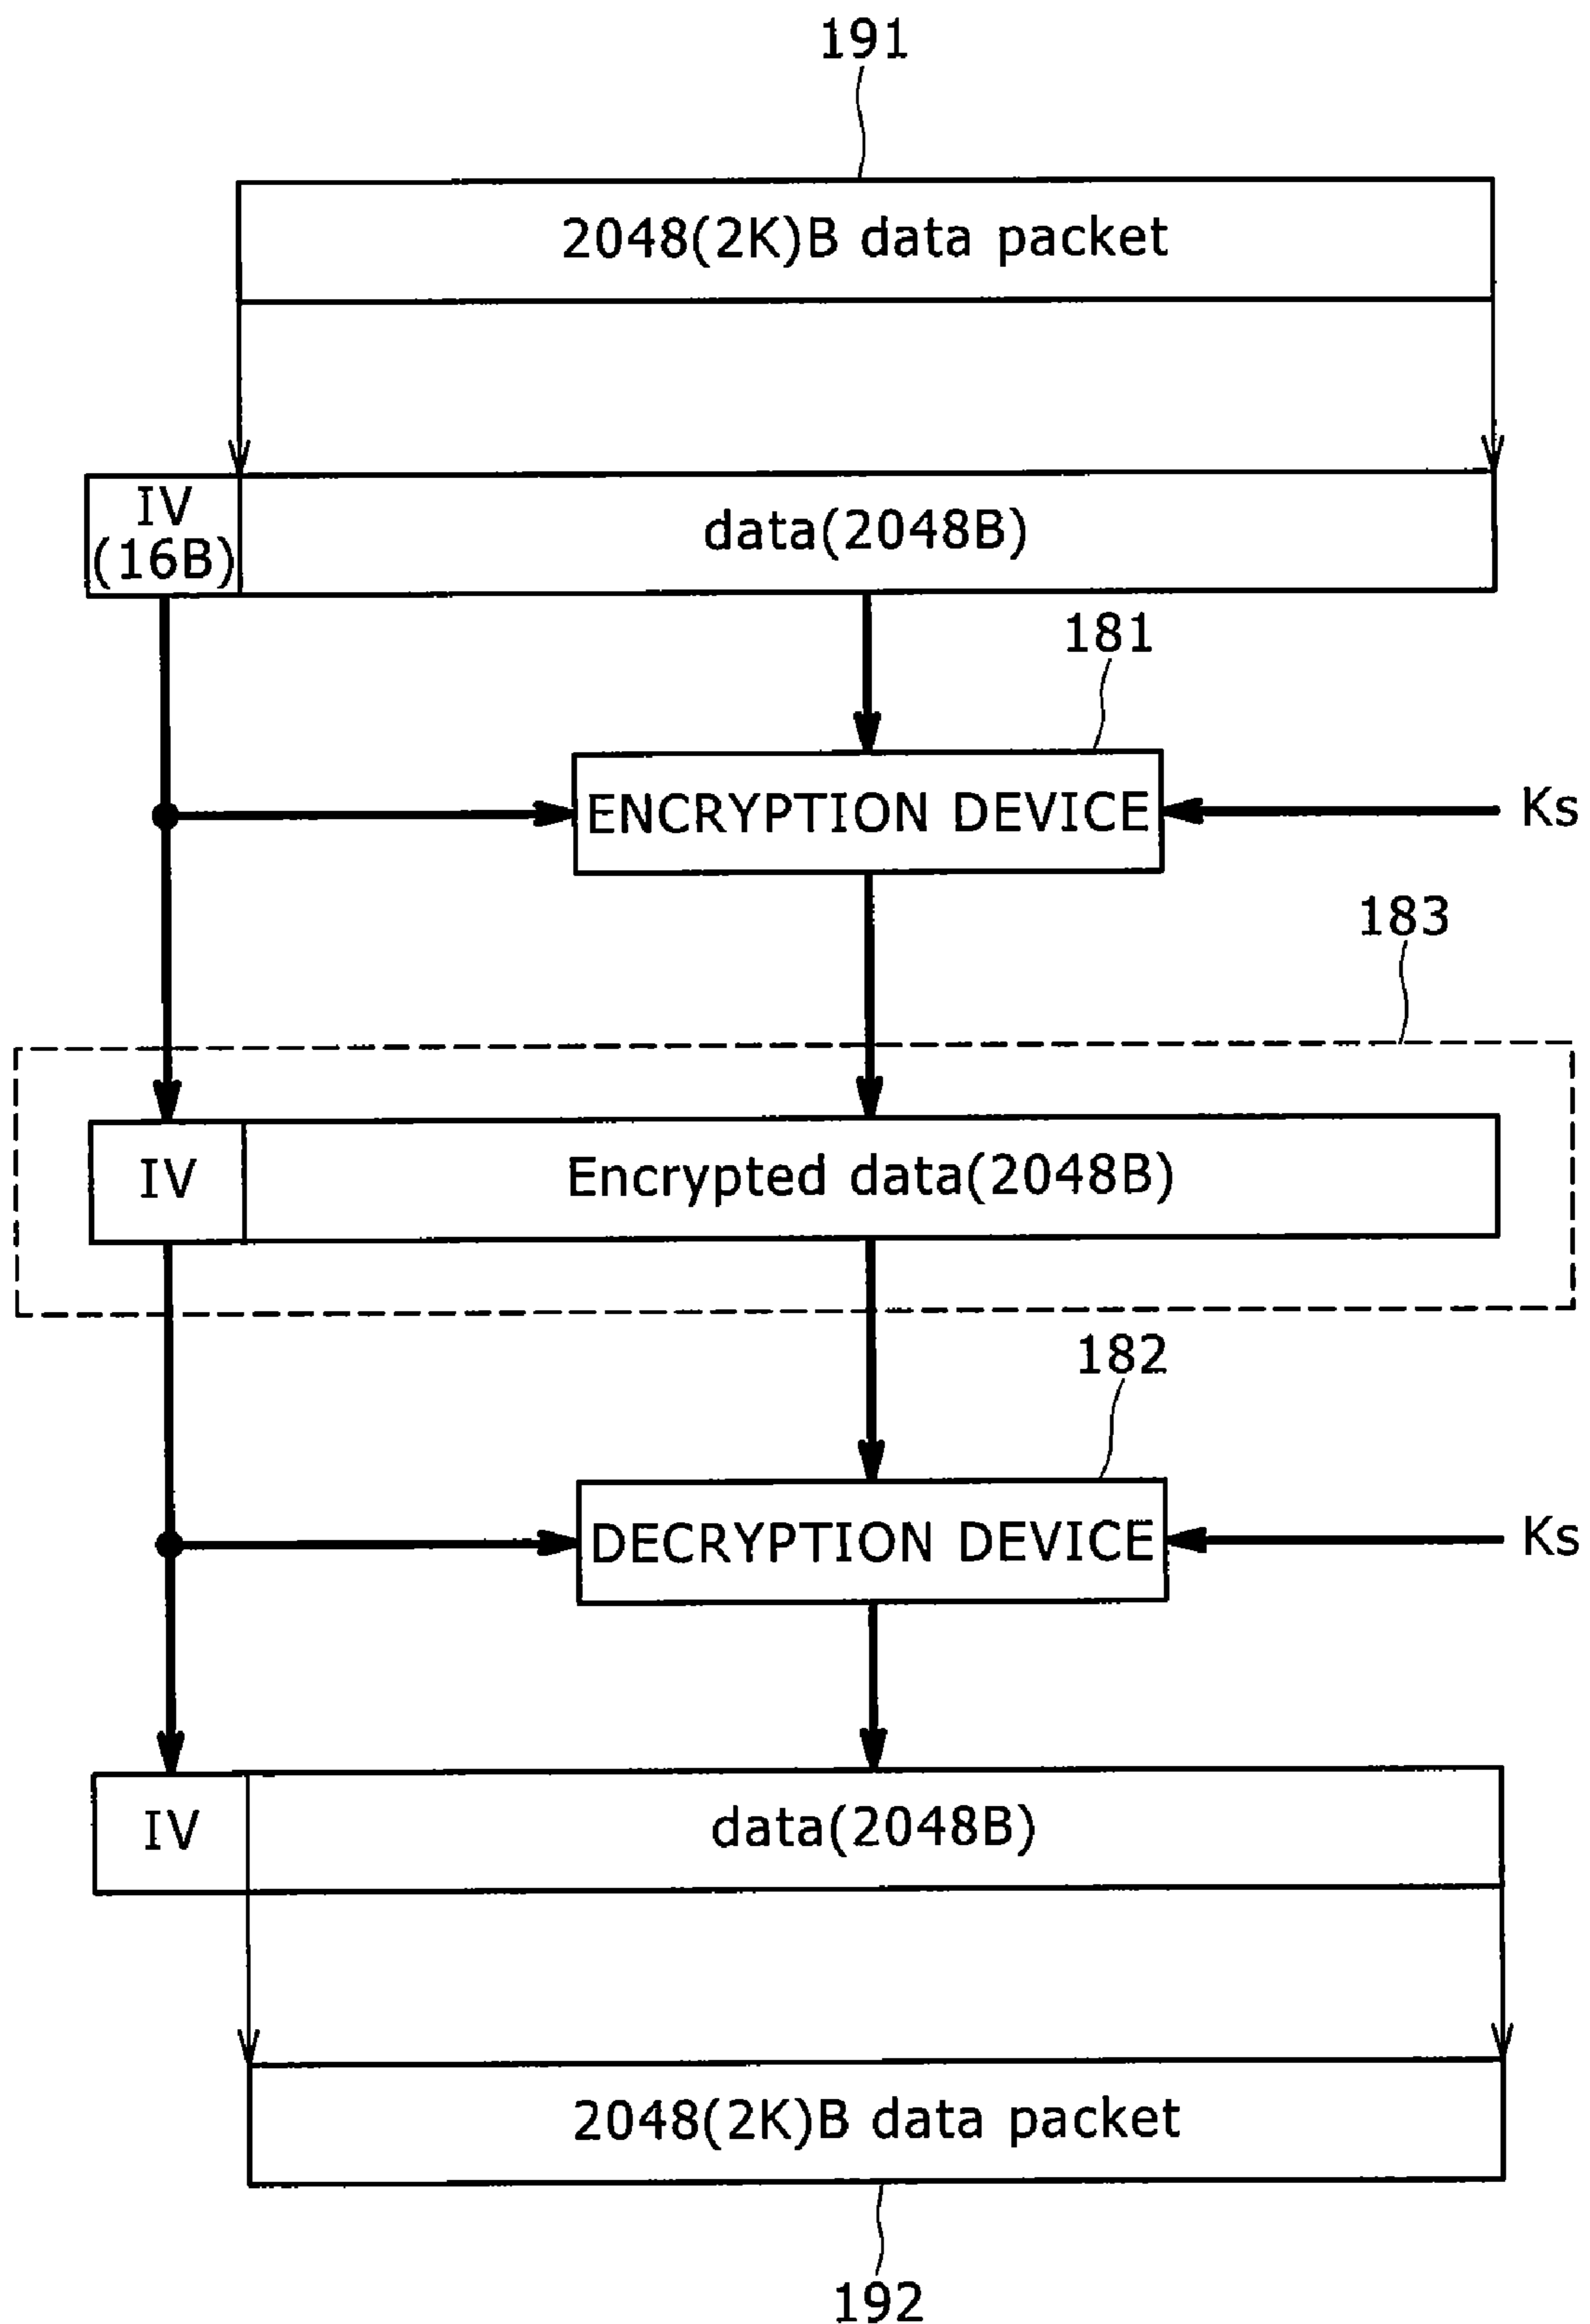 191
2048(2K)B data packet
IV
(16B)
data(2048B)
181
ENCRYPTION DEVICE
Ks
183
IV
Encrypted data(2048B)
182
DECRYPTION DEVICE
Ks
IV
data(2048B)
2048(2K)B data packet
192